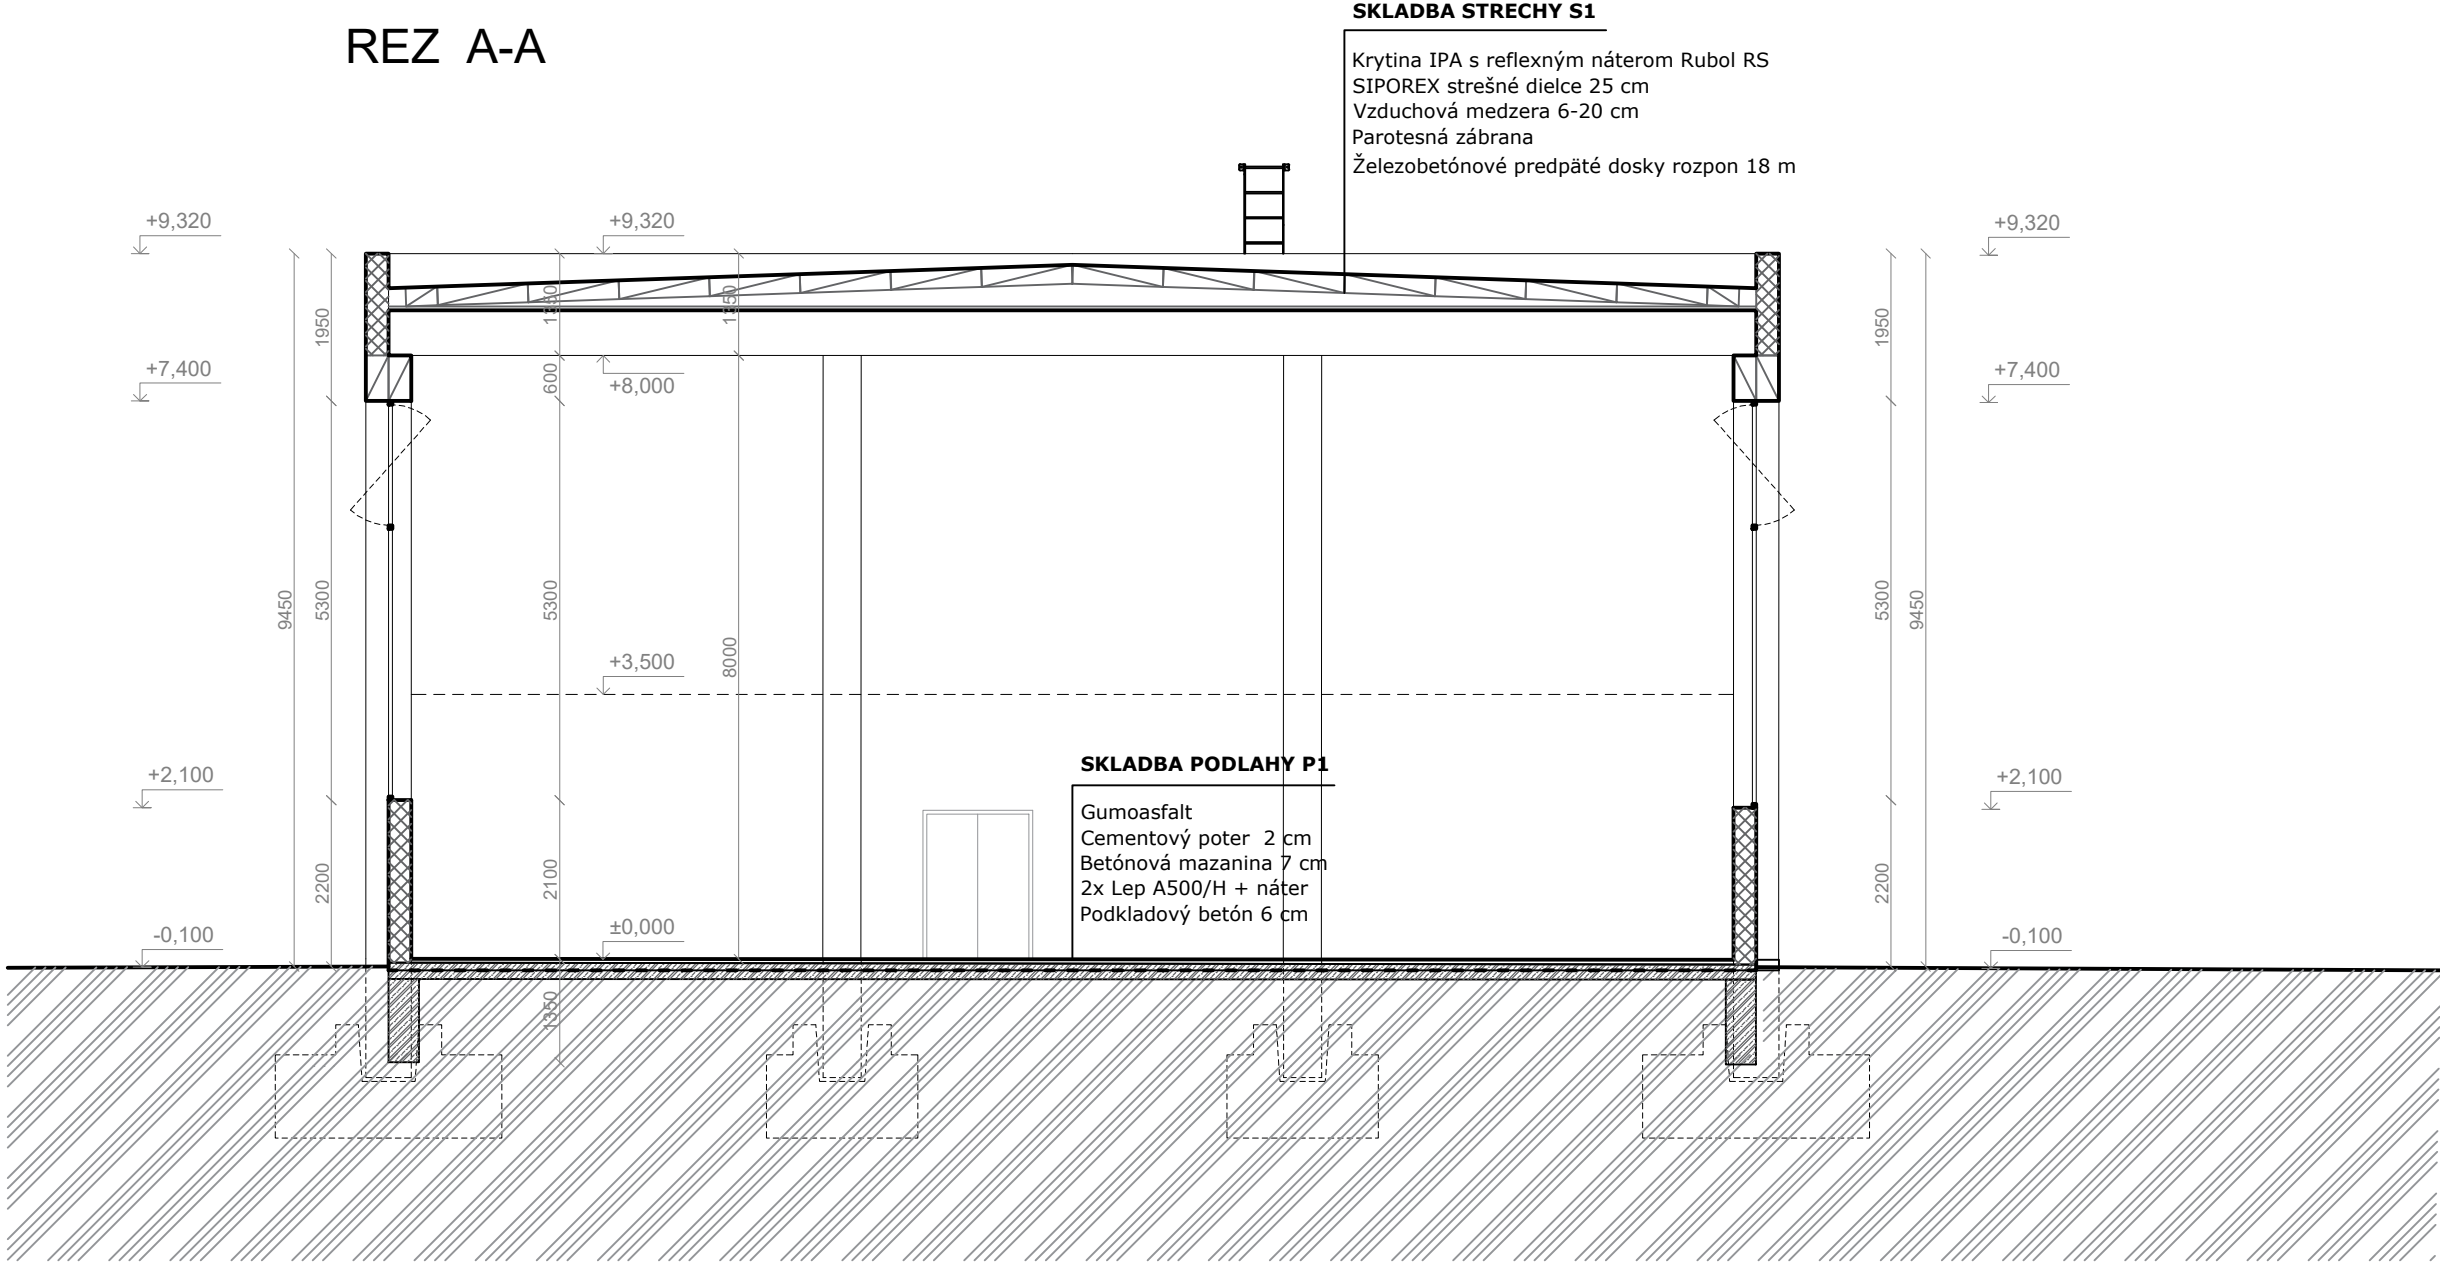 SKLADBA STRECHY S1
REZ A-A
Krytina IPA s reflexným náterom Rubol RS
SIPOREX strešné dielce 25 cm
Vzduchová medzera 6-20 cm
Parotesná zábrana
Železobetónové predpäté dosky rozpon 18 m
+9,320
+9,320
+9,320
1950
1350
1350
1950
+7,400
600
+8,000
+7,400
9450
5300
5300
8000
5300
9450
+3,500
SKLADBA PODLAHY P1
Gumoasfalt
Cementový poter 2 cm
Betónová mazanina 7 cm
2x Lep A500/H + náter
Podkladový betón 6 cm
+2,100
+2,100
2200
2100
2200
-0,100
±0,000
-0,100
1350